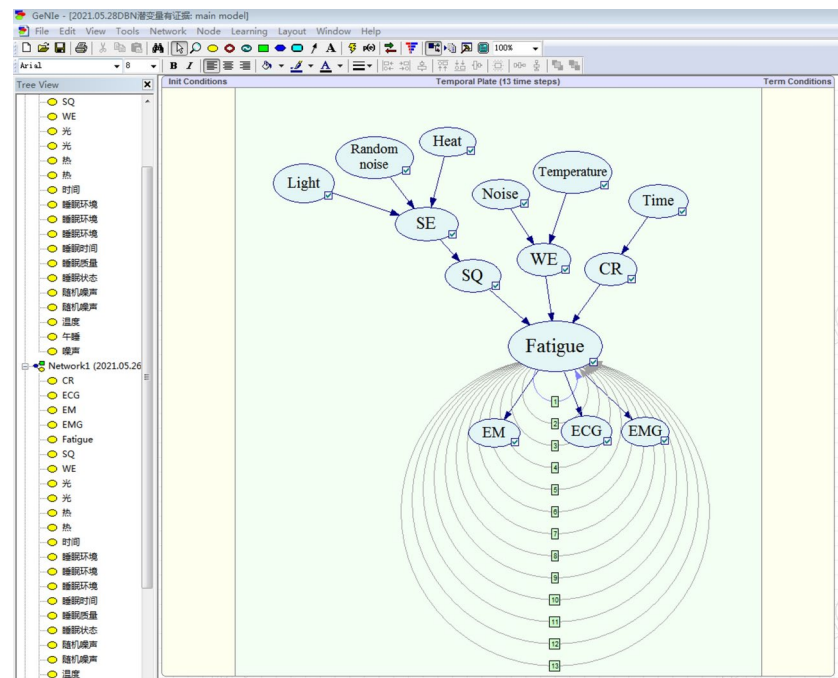 GeNIe - [2021.05.28DBN潜变量有证据: main model]
File Edit View Tools Network Node Learning Layout Window Help
100%
Arial 8 B I A
Tree View
SQ
WE
光
光
热
热
时间
睡眠环境
睡眠环境
睡眠环境
睡眠时间
睡眠质量
睡眠状态
随机噪声
随机噪声
温度
午睡
噪声
Network1 (2021.05.26
CR
ECG
EM
EMG
Fatigue
SQ
WE
光
光
热
热
时间
睡眠环境
睡眠环境
睡眠环境
睡眠时间
睡眠质量
睡眠状态
随机噪声
随机噪声
温度
Init Conditions
Temporal Plate (13 time steps)
Term Conditions
Heat
Random
noise
Light
Temperature
Noise
Time
SE
WE
CR
SQ
Fatigue
1
2
3
EM
ECG
EMG
4
5
6
7
8
9
10
11
12
13